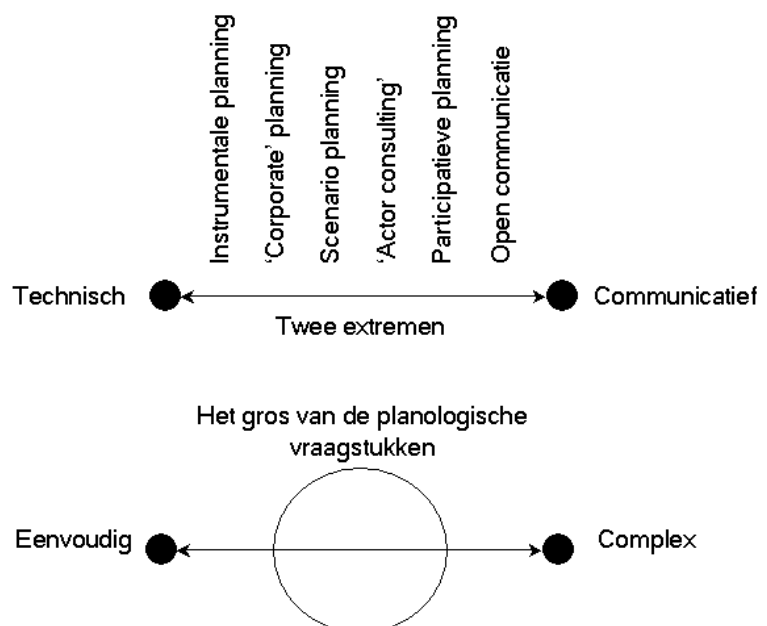 Instrumentale planning
‘Corporate’ planning
Scenario planning
‘Actor consulting’
Participatieve planning
Open communicatie
Technisch
Communicatief
Twee extremen
Het gros van de planologische
vraagstukken
Eenvoudig
Complex